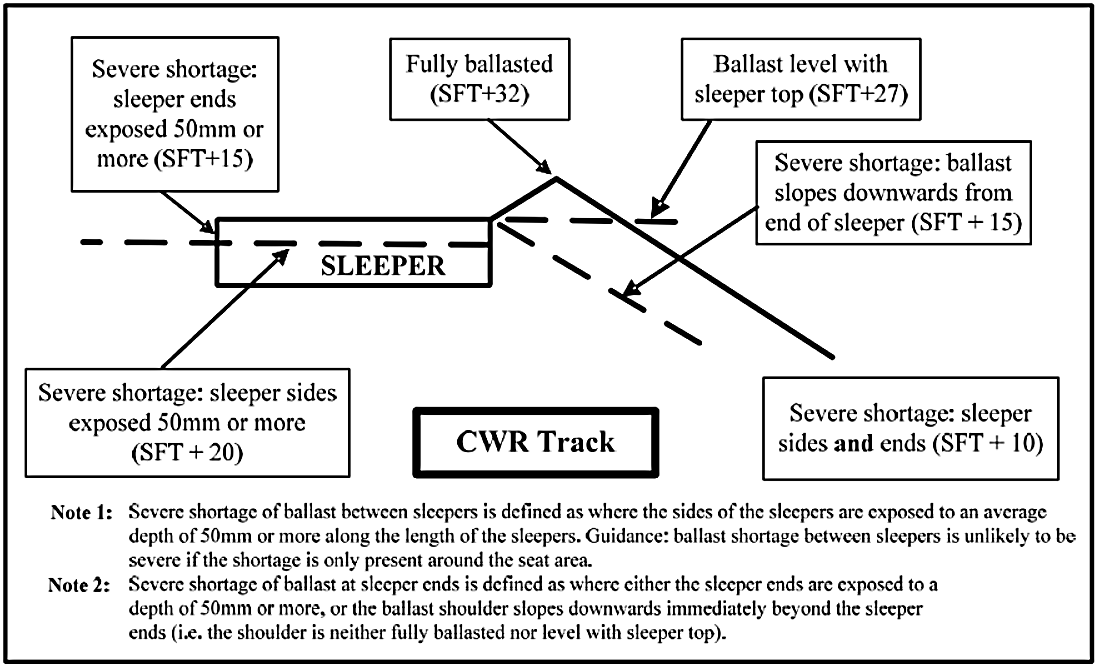 Severe shortage:
sleeper ends
exposed 50mm or
more (SFT+15)
Fully ballasted
(SFT+32)
Ballast level with
sleeper top (SFT+27)
Severe shortage: ballast
slopes downwards from
end of sleeper (SFT + 15)
SLEEPER
Severe shortage: sleeper sides
exposed 50mm or more
(SFT + 20)
CWR Track
Severe shortage: sleeper
sides and ends (SFT + 10)
Note 1: Severe shortage of ballast between sleepers is defined as where the sides of the sleepers are exposed to an average
depth of 50mm or more along the length of the sleepers. Guidance: ballast shortage between sleepers is unlikely to be
severe if the shortage is only present around the seat area.
Note 2: Severe shortage of ballast at sleeper ends is defined as where either the sleeper ends are exposed to a
depth of 50mm or more, or the ballast shoulder slopes downwards immediately beyond the sleeper
ends (i.e. the shoulder is neither fully ballasted nor level with sleeper top).